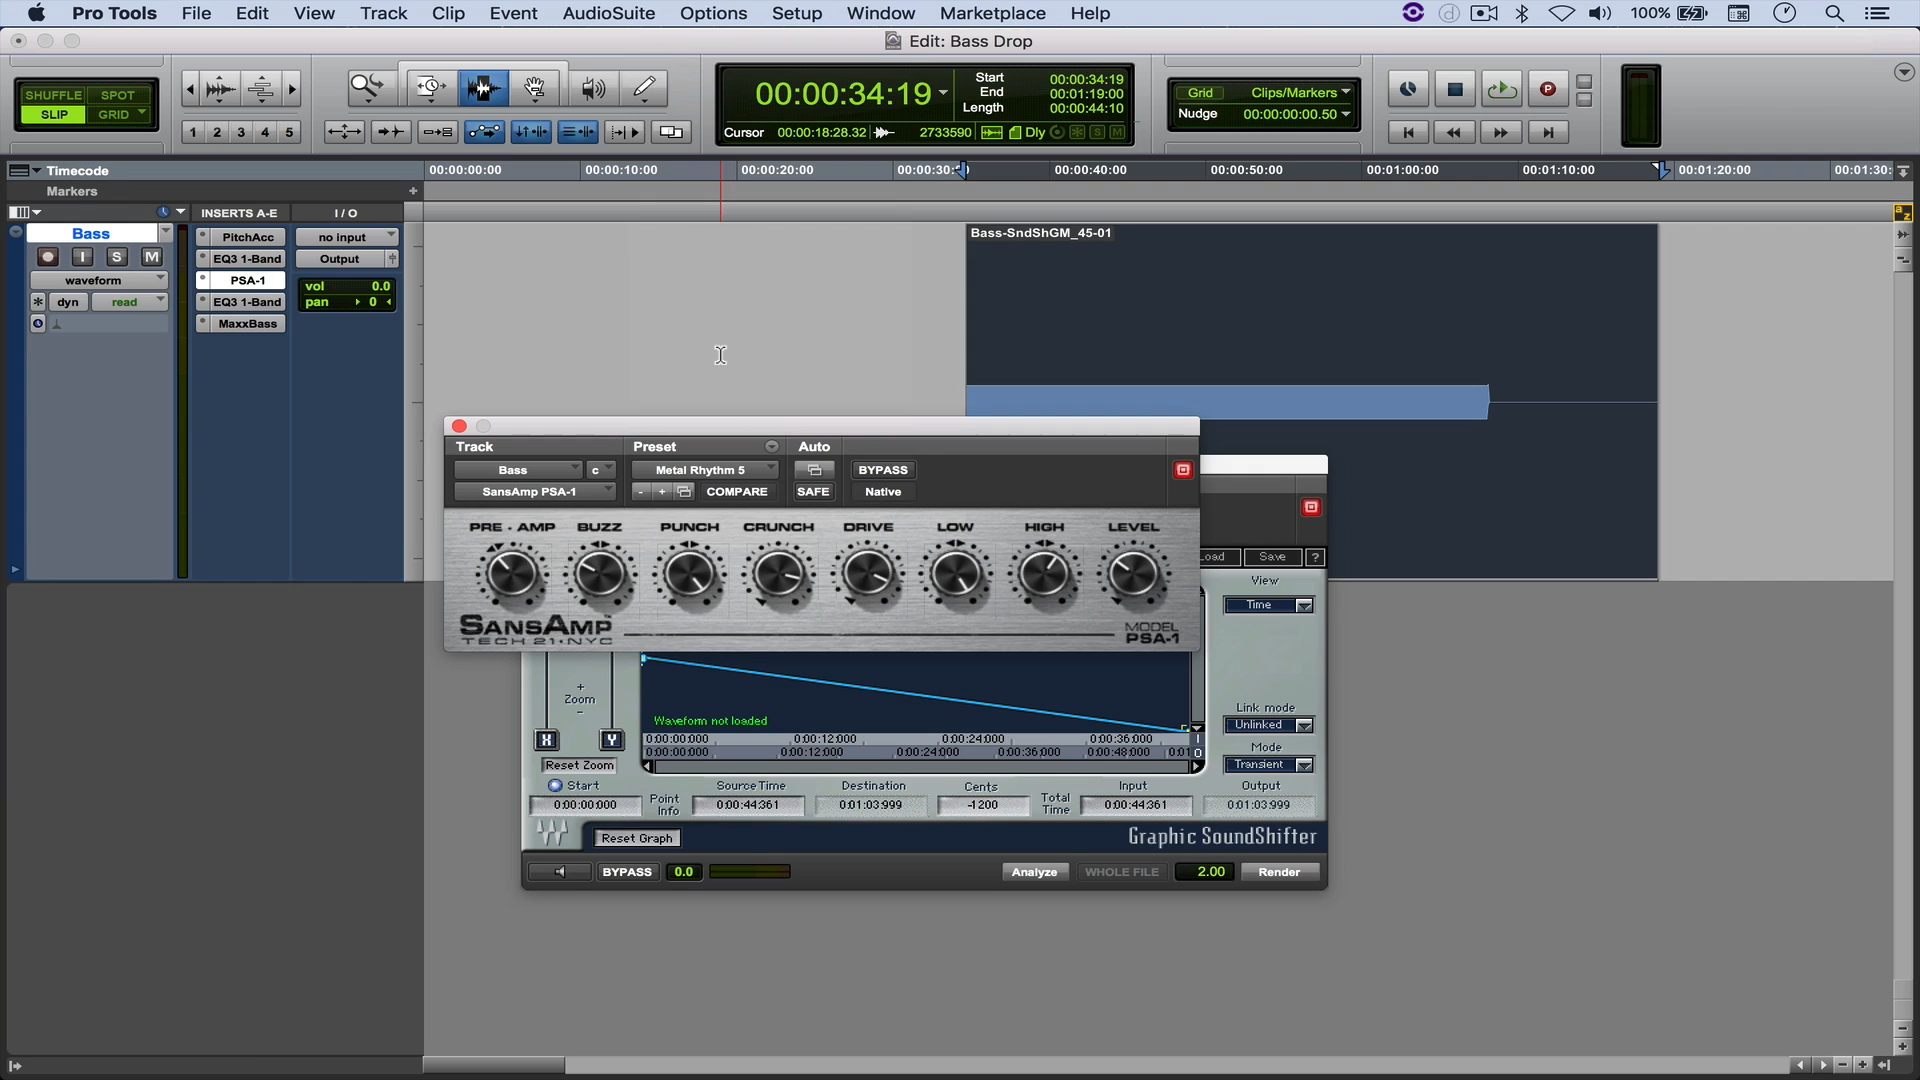 Pro Tools File Edit View Track Clip Event AudioSuite Options Setup Window Marketplace Help 100%
Edit: Bass Drop
SHUFFLE SPOT
SLIP GRID
1 2 3 4 5
00:00:34:19
Start 00:00:34:19
End 00:01:19:00
Length 00:00:44:10
Cursor 00:00:18:28.32 2733590 Dly S M
Grid Clips/Markers
Nudge 00:00:00:00.50
Timecode 00:00:00:00 00:00:10:00 00:00:20:00 00:00:30: 00:00:40:00 00:00:50:00 00:01:00:00 00:01:10:00 00:01:20:00 00:01:30:
Markers
INSERTS A-E I / O
Bass
I S M
waveform
dyn read
PitchAcc
EQ3 1-Band
PSA-1
EQ3 1-Band
MaxxBass
no input
Output
vol 0.0
pan 0
Bass-SndShGM_45-01
a z
Track Preset Auto
Bass c Metal Rhythm 5 BYPASS
SansAmp PSA-1 - + COMPARE SAFE Native
PRE-AMP BUZZ PUNCH CRUNCH DRIVE LOW HIGH LEVEL
SANSAMP
TECH 21·NYC
MODEL
PSA-1
oad Save ?
View
Time
+
Zoom
-
X Y
Reset Zoom
Waveform not loaded
0:00:00:000 0:00:12:000 0:00:24:000 0:00:36:000 I
0:00:00:000 0:00:12:000 0:00:24:000 0:00:36:000 0:00:48:000 0:01 O
Link mode
Unlinked
Mode
Transient
Start Source Time Destination Cents Input Output
0:00:00:000 Point Info 0:00:44:361 0:01:03:999 -1200 Total Time 0:00:44:361 0:01:03:999
Reset Graph Graphic SoundShifter
BYPASS 0.0 Analyze WHOLE FILE 2.00 Render